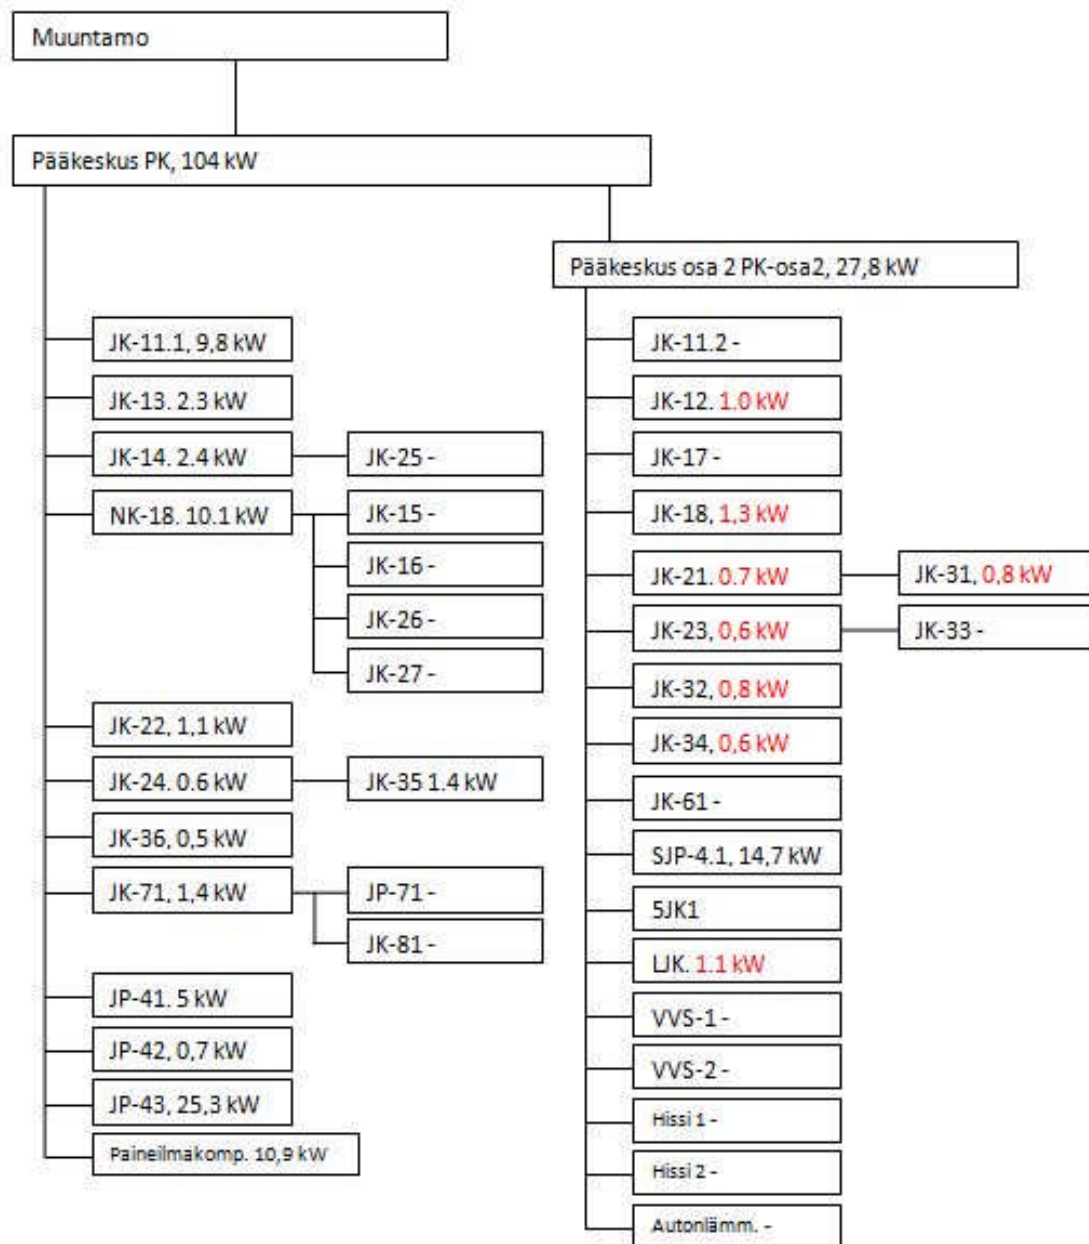 Muuntamo
Pääkeskus PK, 104 kW
Pääkeskus osa 2 PK-osa2, 27,8 kW
JK-11.1, 9,8 kW
JK-13. 2.3 kW
JK-14. 2.4 kW
JK-25 -
NK-18. 10.1 kW
JK-15 -
JK-16 -
JK-26 -
JK-27 -
JK-22, 1,1 kW
JK-24. 0.6 kW
JK-35 1.4 kW
JK-36, 0,5 kW
JK-71, 1,4 kW
JP-71 -
JK-81 -
JP-41. 5 kW
JP-42, 0,7 kW
JP-43, 25,3 kW
Paineilmakomp. 10,9 kW
JK-11.2 -
JK-12. 1.0 kW
JK-17 -
JK-18, 1,3 kW
JK-21. 0.7 kW
JK-31, 0,8 kW
JK-23, 0,6 kW
JK-33 -
JK-32, 0,8 kW
JK-34, 0,6 kW
JK-61 -
SJP-4.1, 14,7 kW
5JK1
LJK. 1.1 kW
VVS-1 -
VVS-2 -
Hissi 1 -
Hissi 2 -
Autonlämm. -